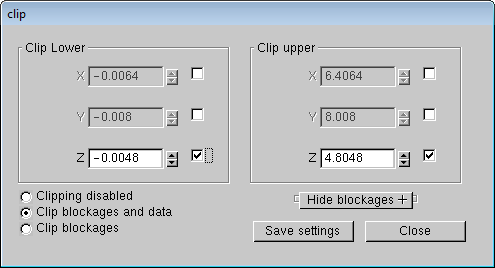 clip
Clip Lower
Clip upper
X -0.0064
X 6.4064
Y -0.008
Y 8.008
Z -0.0048
Z 4.8048
Clipping disabled
Clip blockages and data
Clip blockages
Hide blockages +
Save settings
Close